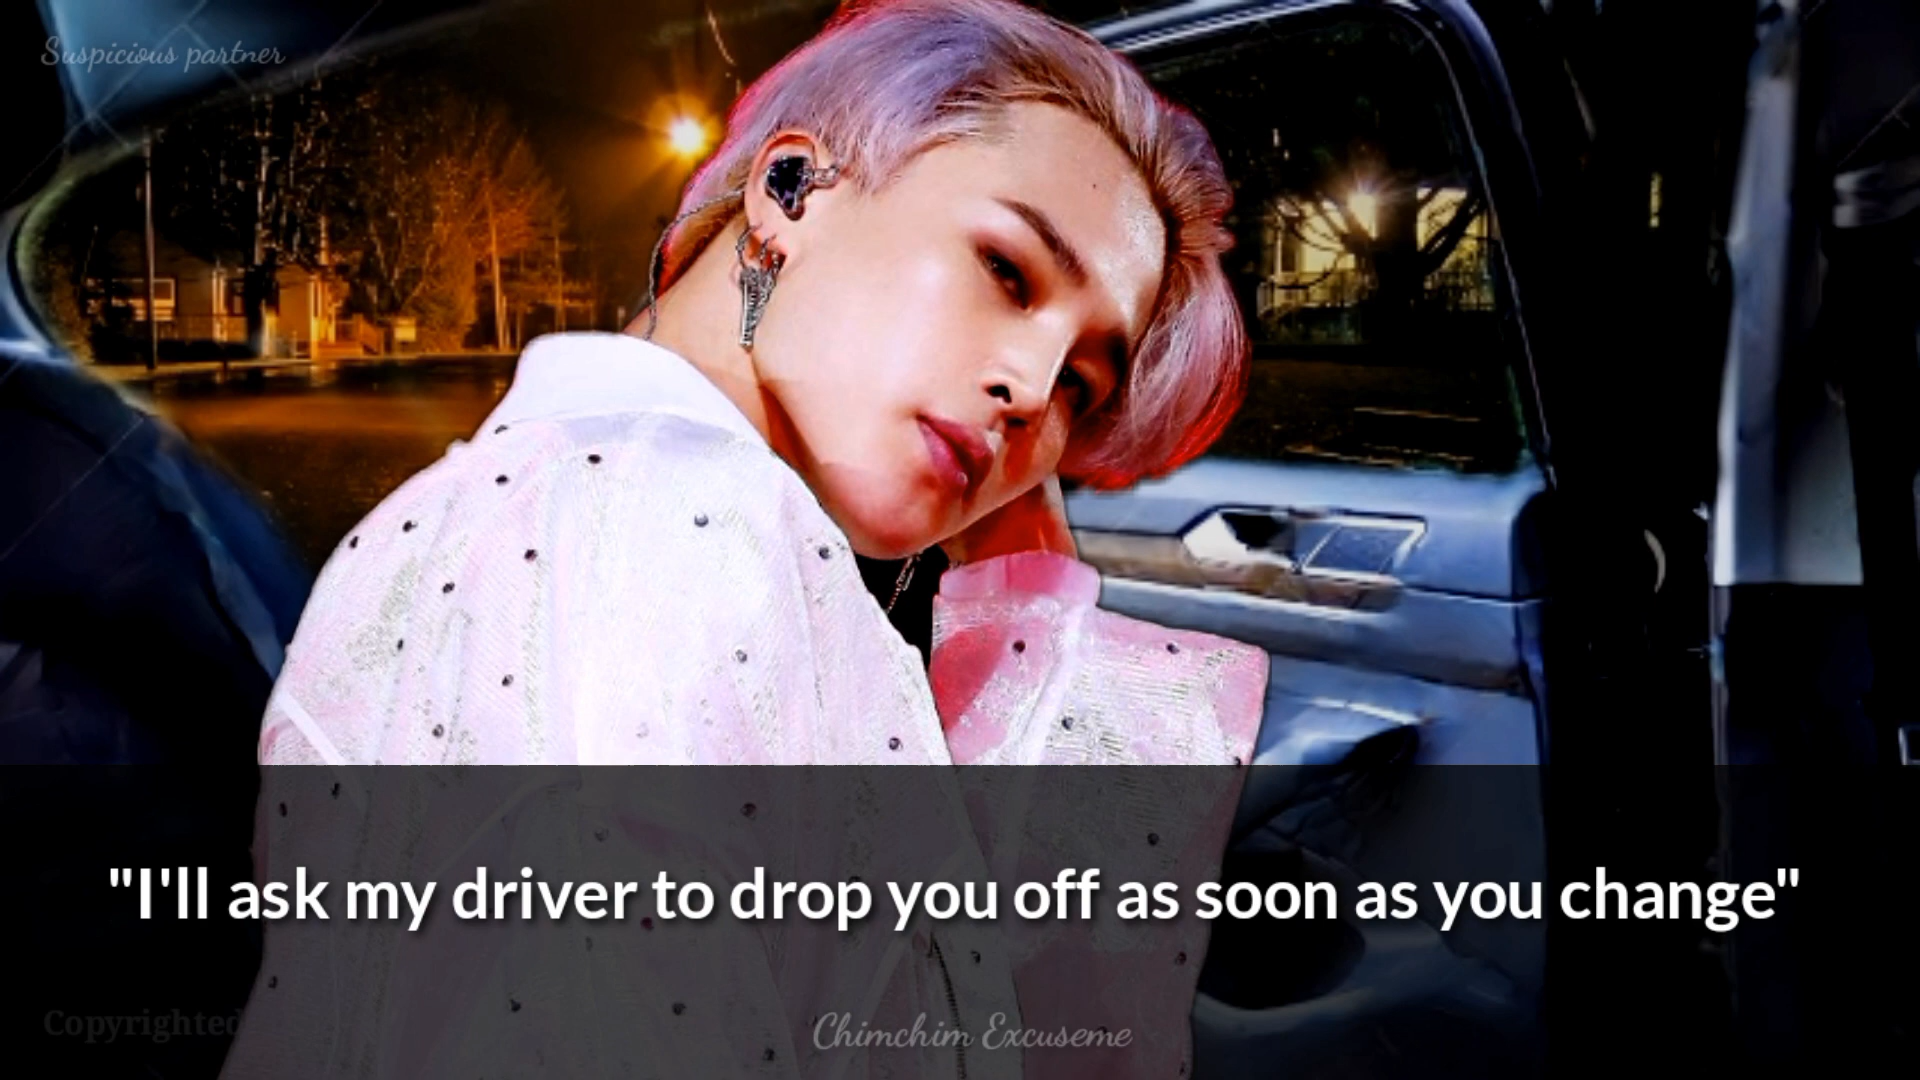 Suspicious partner
"I'll ask my driver to drop you off as soon as you change"
Copyrighted
Chimchim Excuseme